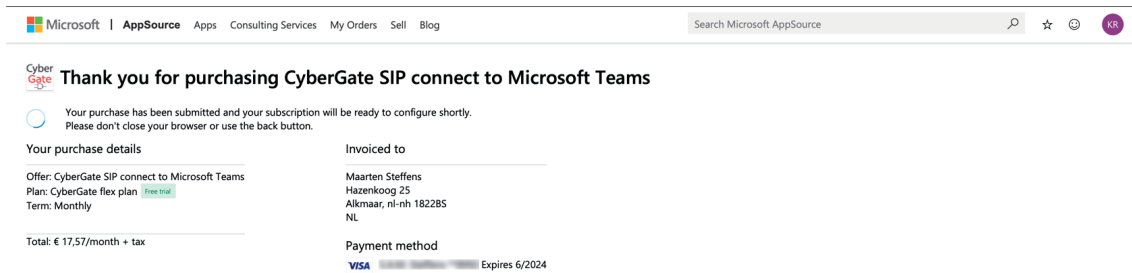 Microsoft | AppSource Apps Consulting Services My Orders Sell Blog Search Microsoft AppSource KR
Cyber
Gate
Thank you for purchasing CyberGate SIP connect to Microsoft Teams
Your purchase has been submitted and your subscription will be ready to configure shortly.
Please don't close your browser or use the back button.
Your purchase details
Offer: CyberGate SIP connect to Microsoft Teams
Plan: CyberGate flex plan Free trial
Term: Monthly
Total: € 17,57/month + tax
Invoiced to
Maarten Steffens
Hazenkoog 25
Alkmaar, nl-nh 1822BS
NL
Payment method
VISA Expires 6/2024